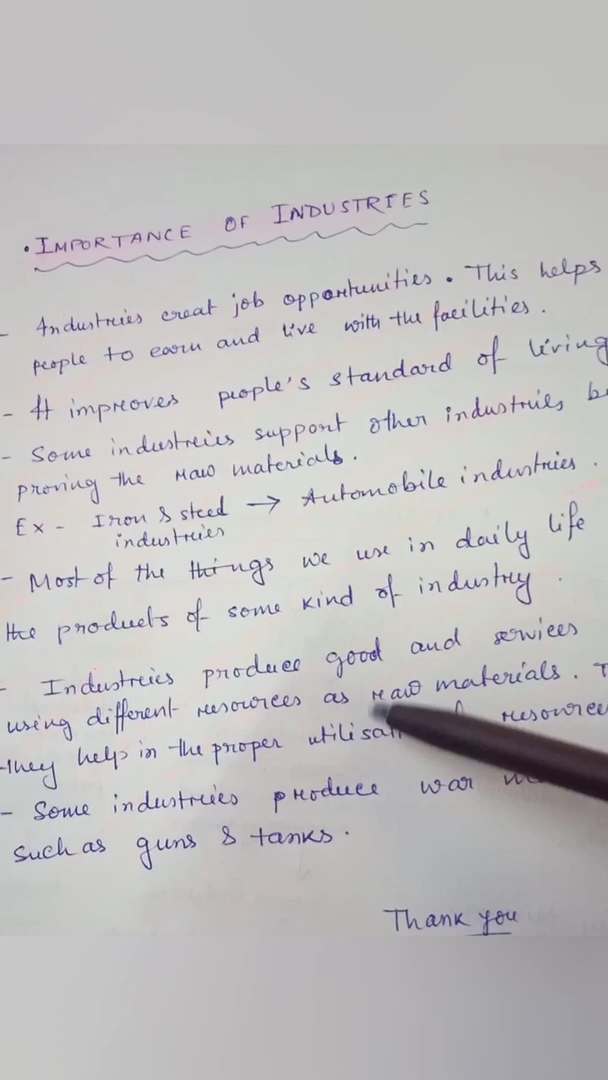 . IMPORTANCE OF INDUSTRIES
- Industries creat job opportunities. This helps
people to earn and live with the facilities.
- It improves people's standard of living
- Some industries support other industries b
proving the raw materials.
Ex - Iron & steel → Automobile industries.
industries
- Most of the things we use in daily life
the products of some kind of industry.
- Industries produce good and services
using different resources as raw materials. T
they help in the proper utilisat resource
- Some industries produce war
such as guns & tanks.
Thank you